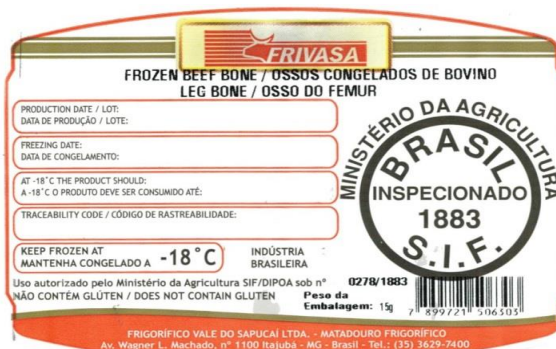 FRIVASA
FROZEN BEEF BONE / OSSOS CONGELADOS DE BOVINO
LEG BONE / OSSO DO FEMUR
PRODUCTION DATE / LOT:
DATA DE PRODUÇÃO / LOTE:
FREEZING DATE:
DATA DE CONGELAMENTO:
AT -18°C THE PRODUCT SHOULD:
A -18°C O PRODUTO DEVE SER CONSUMIDO ATÉ:
TRACEABILITY CODE / CÓDIGO DE RASTREABILIDADE:
KEEP FROZEN AT
MANTENHA CONGELADO A -18°C
INDÚSTRIA
BRASILEIRA
MINISTÉRIO DA AGRICULTURA
BRASIL
INSPECIONADO
1883
S.I.F.
Uso autorizado pelo Ministério da Agricultura SIF/DIPOA sob nº 0278/1883
NÃO CONTÉM GLÚTEN / DOES NOT CONTAIN GLUTEN
Peso da
Embalagem: 15g
7 899721 506303
FRIGORÍFICO VALE DO SAPUCAÍ LTDA. - MATADOURO FRIGORÍFICO
Av. Wagner L. Machado, nº 1100 Itajubá - MG - Brasil - Tel.: (35) 3629-7400